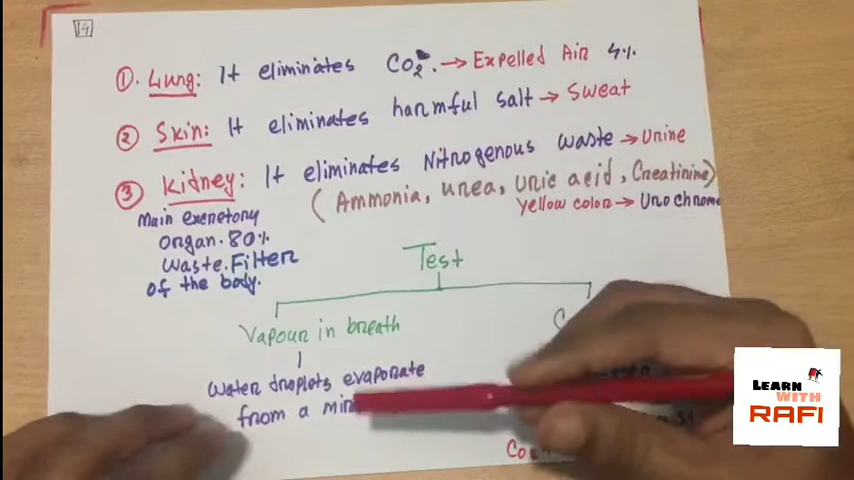 14
①. Lung: It eliminates CO2. → Expelled Air 4%
② Skin: It eliminates harmful salt → Sweat
③ Kidney: It eliminates Nitrogenous waste → Urine
(Ammonia, urea, uric acid, Creatinine)
Yellow color → Urochrome
Main excretory
organ. 80%
waste. Filter
of the body.
Test
Vapour in breath
Water droplets evaporate
from a
LEARN
WITH
RAFI